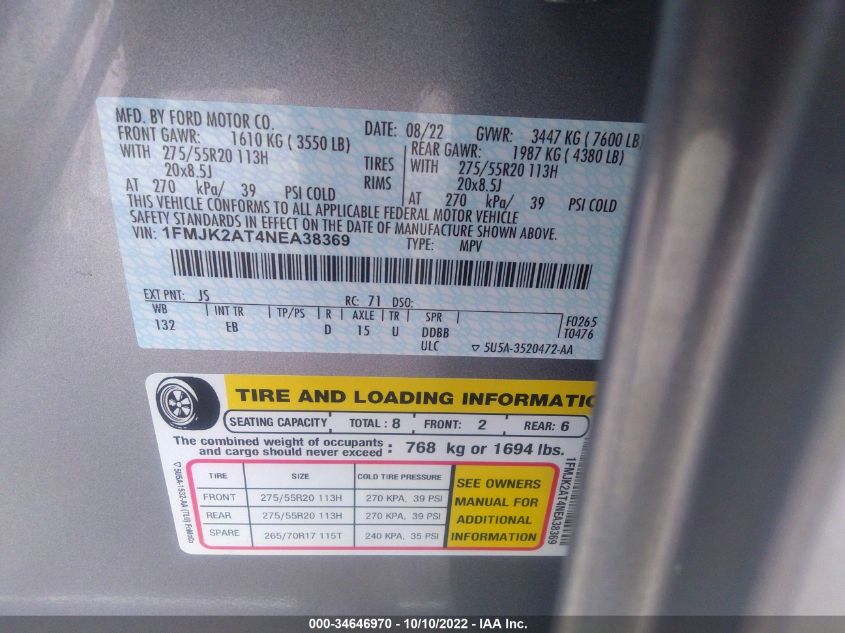 MFD. BY FORD MOTOR CO.
DATE: 08/22 GVWR: 3447 KG ( 7600 LB)
FRONT GAWR: 1610 KG ( 3550 LB) REAR GAWR: 1987 KG ( 4380 LB)
WITH 275/55R20 113H TIRES WITH 275/55R20 113H
20x8.5J RIMS 20x8.5J
AT 270 kPa/ 39 PSI COLD AT 270 kPa/ 39 PSI COLD
THIS VEHICLE CONFORMS TO ALL APPLICABLE FEDERAL MOTOR VEHICLE
SAFETY STANDARDS IN EFFECT ON THE DATE OF MANUFACTURE SHOWN ABOVE.
VIN: 1FMJK2AT4NEA38369 TYPE: MPV
EXT PNT: JS RC: 71 DSO:
WB INT TR TP/PS R AXLE TR SPR F0265
132 EB D 15 U DDBB T0476
ULC ▽ 5U5A-3520472-AA
TIRE AND LOADING INFORMATIO
SEATING CAPACITY TOTAL : 8 FRONT: 2 REAR: 6
The combined weight of occupants and cargo should never exceed : 768 kg or 1694 lbs.
TIRE SIZE COLD TIRE PRESSURE
FRONT 275/55R20 113H 270 KPA, 39 PSI
REAR 275/55R20 113H 270 KPA, 39 PSI
SPARE 265/70R17 115T 240 KPA, 35 PSI
SEE OWNERS
MANUAL FOR
ADDITIONAL
INFORMATION
1FMJK2AT4NEA38369
000-34646970 - 10/10/2022 - IAA Inc.